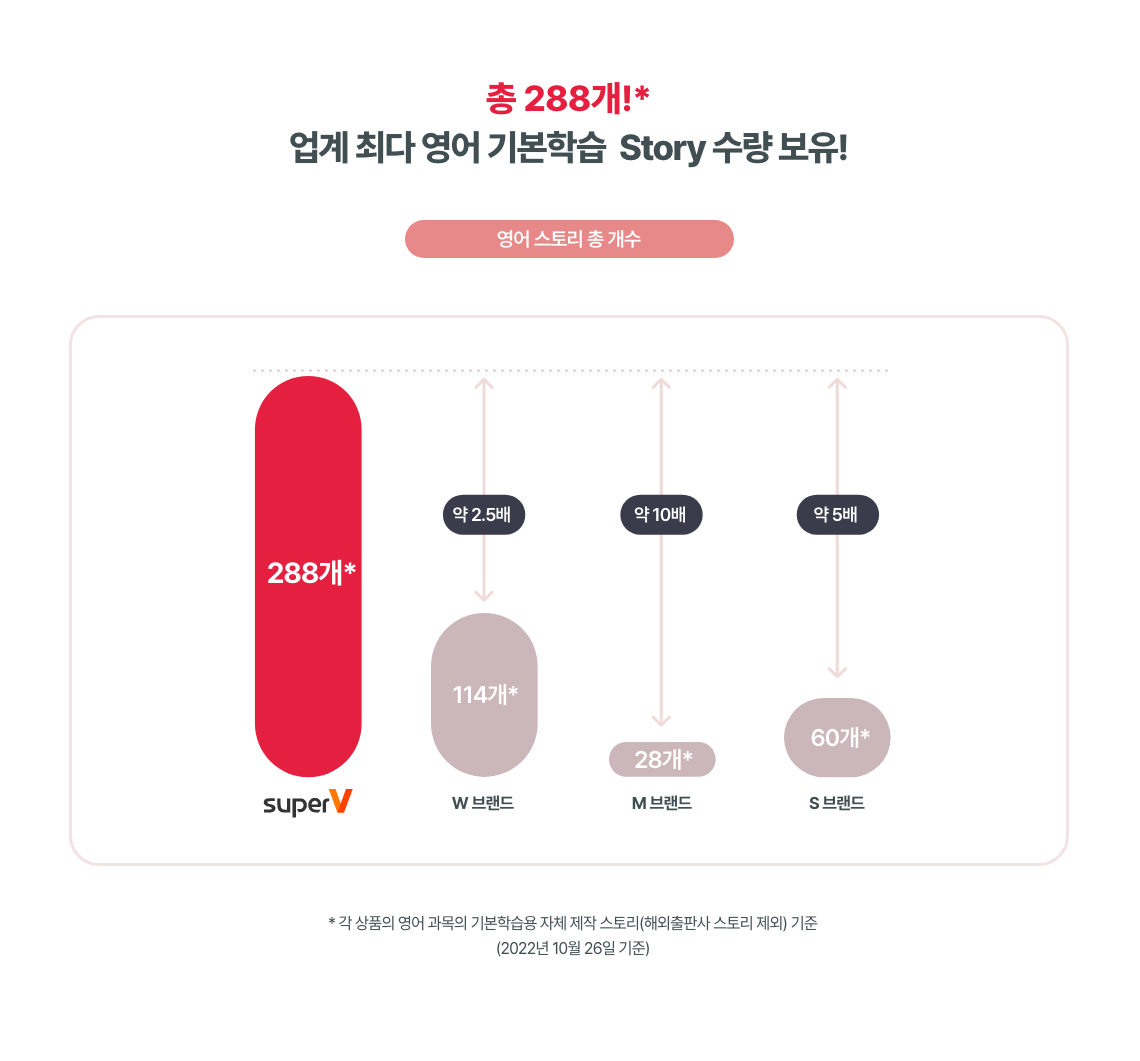 총 288개!*
업계 최다 영어 기본학습 Story 수량 보유!
영어 스토리 총 개수
약 2.5배
약 10배
약 5배
288개*
114개*
28개*
60개*
superV
W 브랜드
M 브랜드
S 브랜드
* 각 상품의 영어 과목의 기본학습용 자체 제작 스토리(해외출판사 스토리 제외) 기준
(2022년 10월 26일 기준)